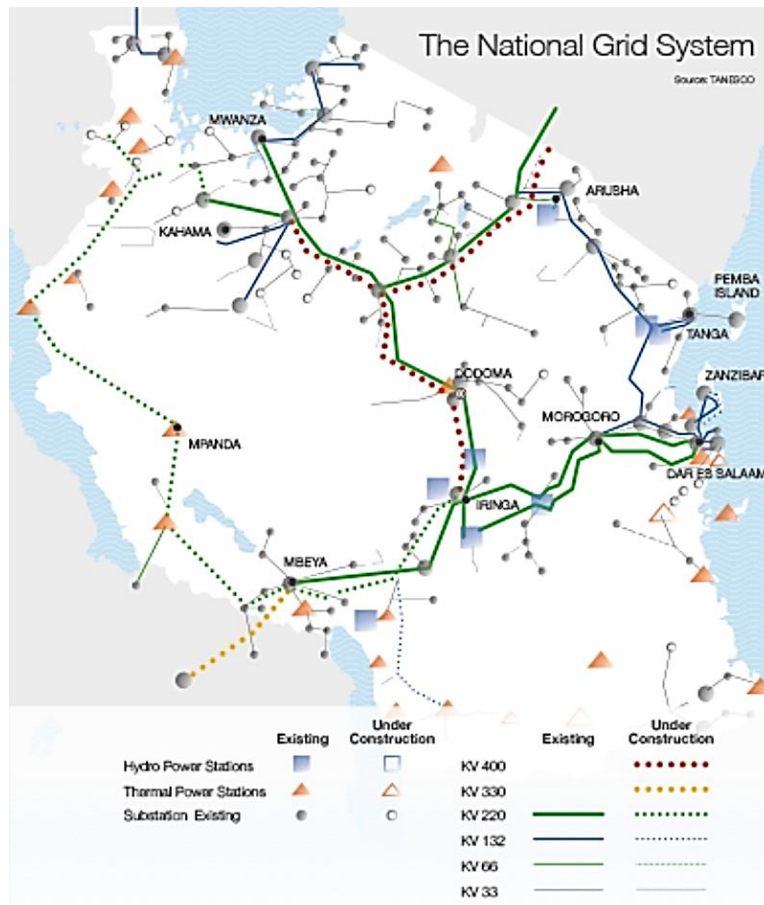 The National Grid System
Source: TANESCO
MWANZA
ARUSHA
KAHAMA
PEMBA
ISLAND
TANGA
DODOMA
ZANZIBAR
MOROGORO
MPANDA
DAR ES SALAAM
IRINGA
MBEYA
Existing
Under
Construction
Existing
Under
Construction
Hydro Power Stations
KV 400
Thermal Power Stations
KV 330
Substation Existing
KV 220
KV 132
KV 66
KV 33